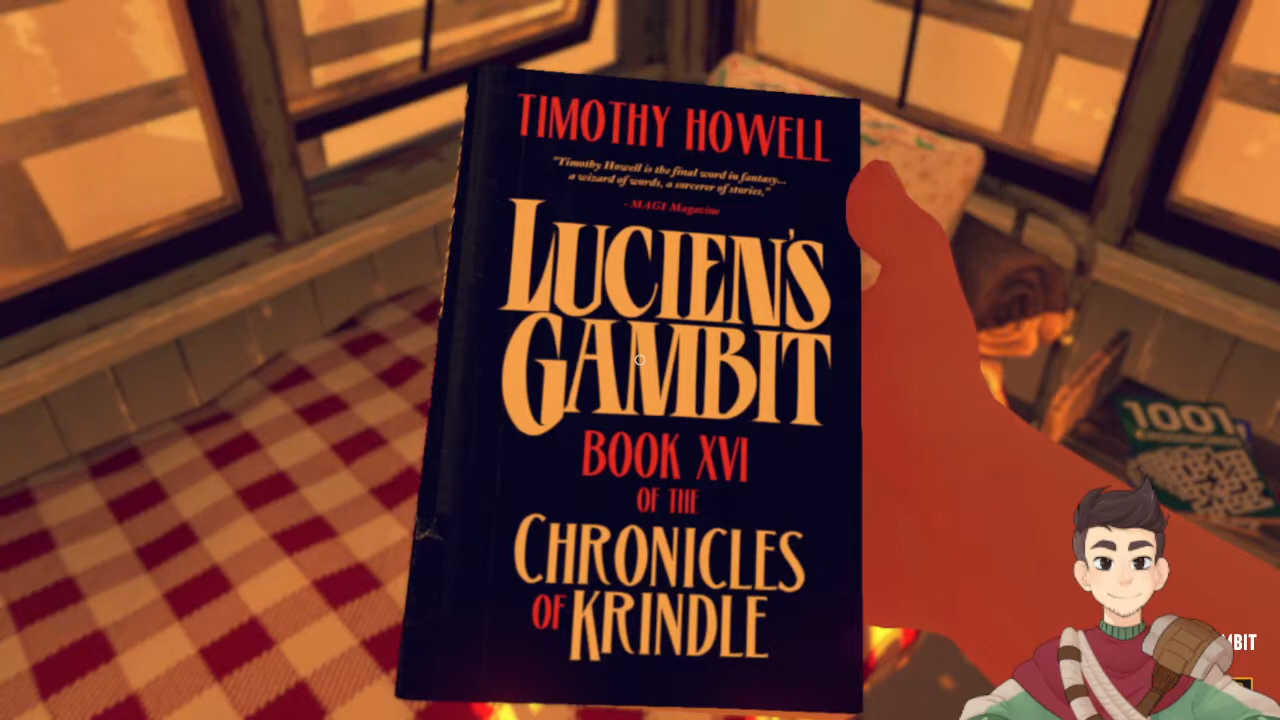 TIMOTHY HOWELL
"Timothy Howell is the final word in fantasy...
a wizard of words, a sorcerer of stories,"
- MAGI Magazine
LUCIEN'S
GAMBIT
BOOK XVI
OF THE
CHRONICLES
OF KRINDLE
1001